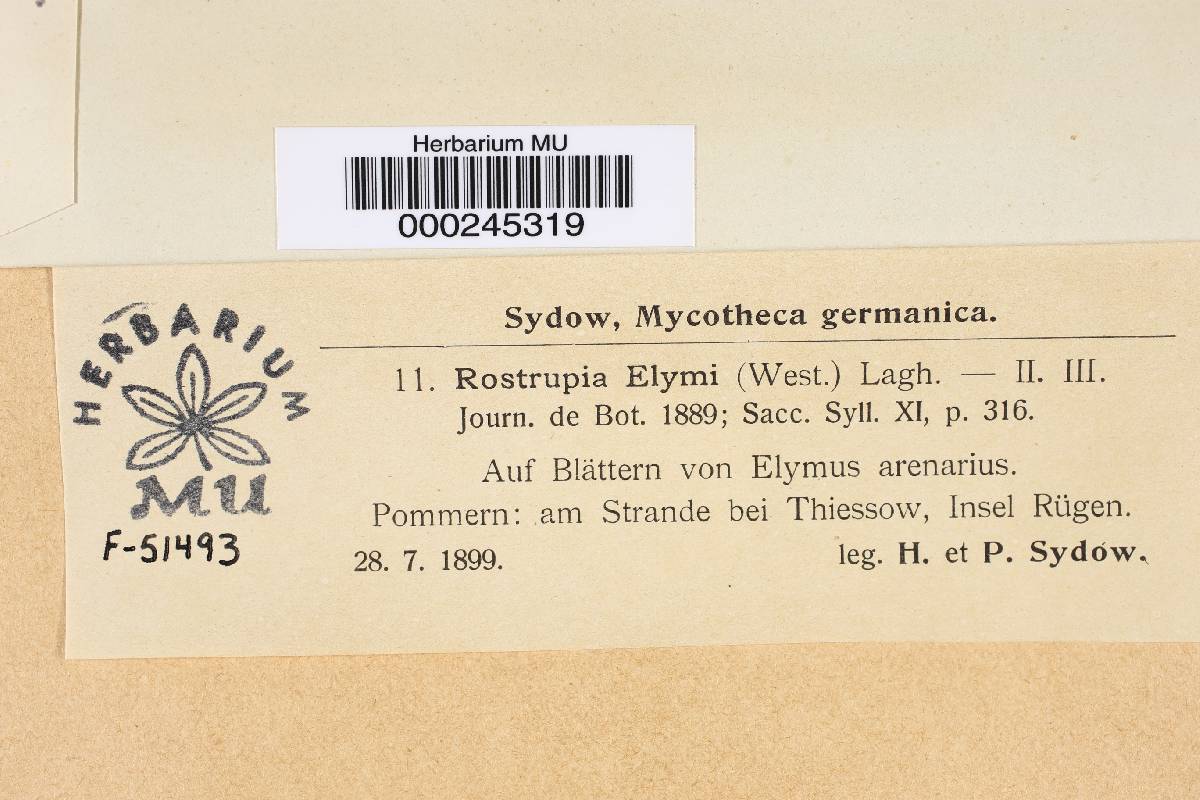 Herbarium MU
000245319
Sydow, Mycotheca germanica.
11. Rostrupia Elymi (West.) Lagh. — II. III.
Journ. de Bot. 1889; Sacc. Syll. XI, p. 316.
Auf Blättern von Elymus arenarius.
Pommern: am Strande bei Thiessow, Insel Rügen.
28. 7. 1899. leg. H. et P. Sydow.
HERBARIUM
MU
F-51493